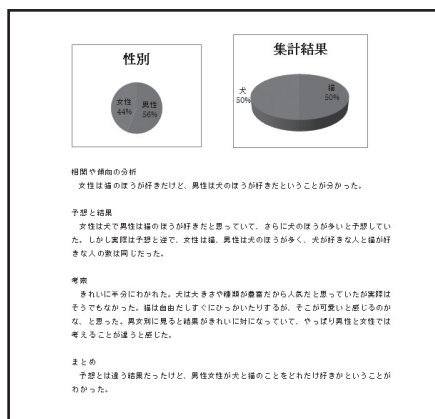 性別
女性
44%
男性
56%
集計結果
犬
50%
猫
50%
相関や傾向の分析
女性は猫のほうが好きだけど、男性は犬のほうが好きだということが分かった。
予想と結果
女性は犬で男性は猫のほうが好きだと思っていて、さらに犬のほうが多いと予想してい
た。しかし実際は予想と逆で、女性は猫、男性は犬のほうが多く、犬が好きな人と猫が好
きな人の数は同じだった。
考察
きれいに半分にわかれた。犬は大きさや種類が豊富だから人気だと思っていたが実際は
そうでもなかった。猫は自由だしすぐにひっかいたりするが、そこが可愛いと感じるのか
な、と思った。男女別に見ると結果がきれいに対になっていて、やっぱり男性と女性では
考えることが違うと感じた。
まとめ
予想とは違う結果だったけど、男性女性が犬と猫のことをどれだけ好きかということが
わかった。